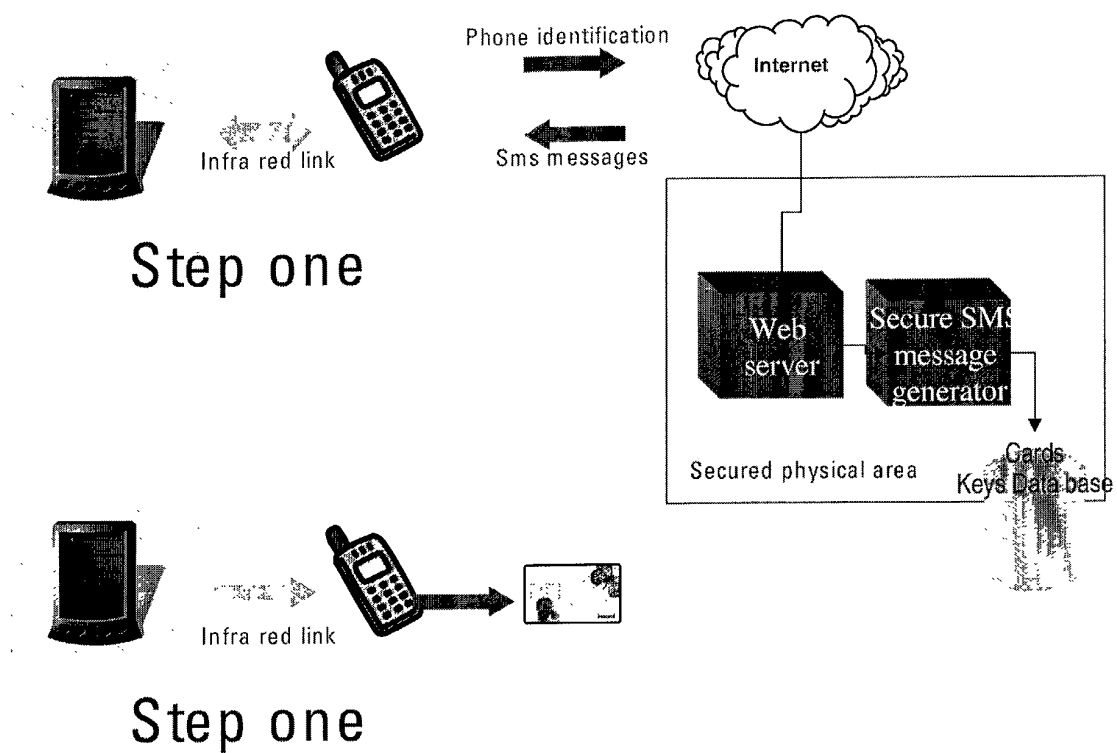 Phone identification
Internet
Infra red link
Sms messages
Step one
Web
server
Secure SMS
message
generator
Secured physical area
Cards
Keys Data base
Infra red link
Step one